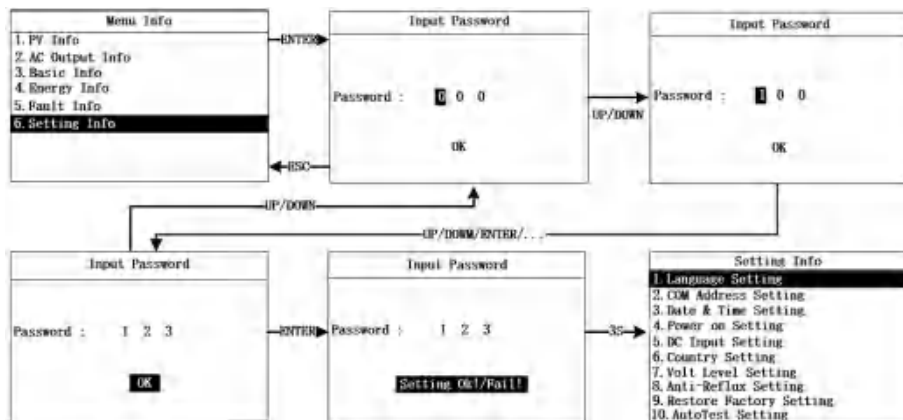 Menu Info
1. PV Info
2. AC Output Info
3. Basic Info
4. Energy Info
5. Fault Info
6. Setting Info
ENTER
ESC
Input Password
Password : 0 0 0
OK
UP/DOWN
Input Password
Password : 1 0 0
OK
UP/DOWN
UP/DOWM/ENTER/...
Input Password
Password : 1 2 3
OK
ENTER
Input Password
Password : 1 2 3
Setting Ok!/Fail!
3S
Setting Info
1. Language Setting
2. COM Address Setting
3. Date & Time Setting
4. Power on Setting
5. DC Input Setting
6. Country Setting
7. Volt Level Setting
8. Anti-Reflux Setting
9. Restore Factory Setting
10. AutoTest Setting